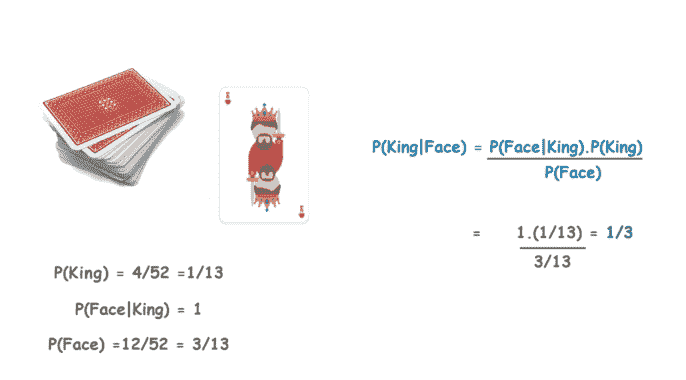 P(King|Face) = P(Face|King).P(King)
P(Face)
= 1.(1/13) = 1/3
3/13
P(King) = 4/52 =1/13
P(Face|King) = 1
P(Face) =12/52 = 3/13